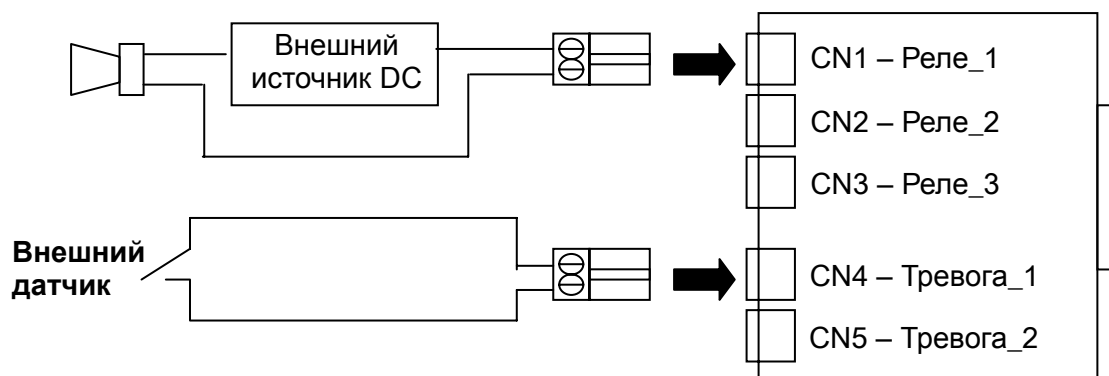 Внешний
источник DC
CN1 – Реле_1
CN2 – Реле_2
CN3 – Реле_3
Внешний
датчик
CN4 – Тревога_1
CN5 – Тревога_2